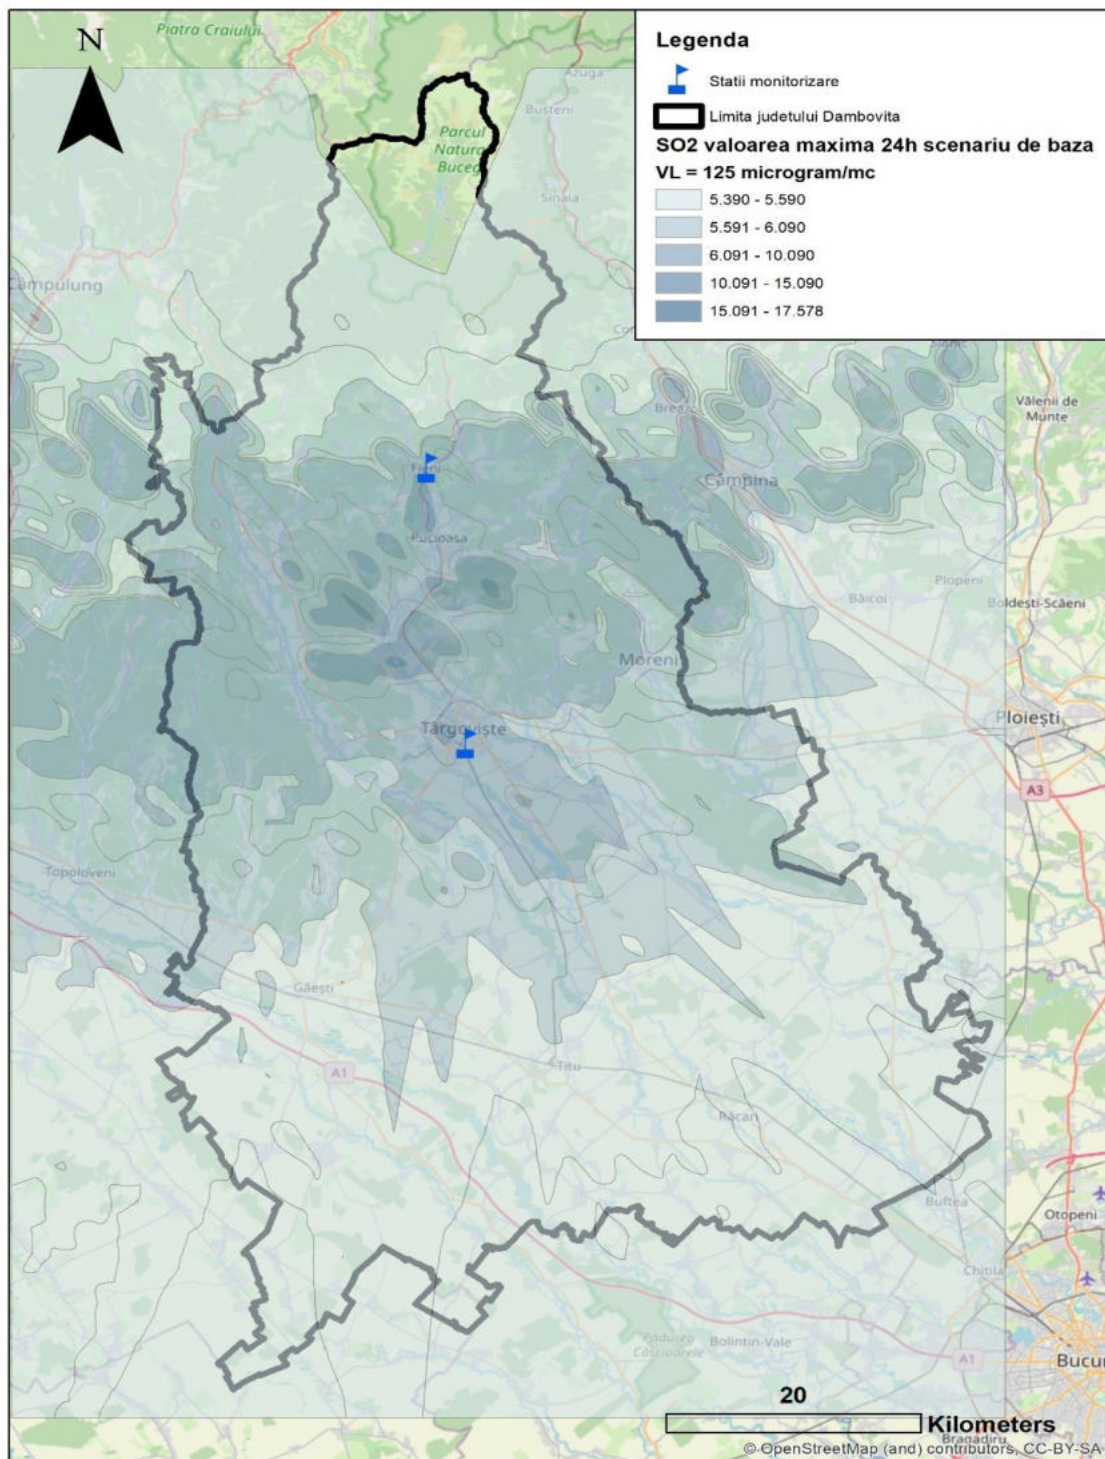 Piatra Craiului
N
Azuga
Busteni
Parcul
Natural
Buceg
Sinaia
Câmpulung
Legenda
Statii monitorizare
Limita judetului Dambovita
SO2 valoarea maxima 24h scenariu de baza
VL = 125 microgram/mc
5.390 - 5.590
5.591 - 6.090
6.091 - 10.090
10.091 - 15.090
15.091 - 17.578
Vălenii de
Munte
Breaza
Fieni
Câmpina
Pucioasa
Plopeni
Băicoi
Boldești-Scăeni
Moreni
Ploiești
Târgoviște
A3
Topoloveni
Găești
A1
Titu
Răcari
Buftea
Otopeni
Chitila
Pădurea
Căscioarele
Bolintin-Vale
A1
Bucur
20
Kilometers
Bragadiru
© OpenStreetMap (and) contributors, CC-BY-SA